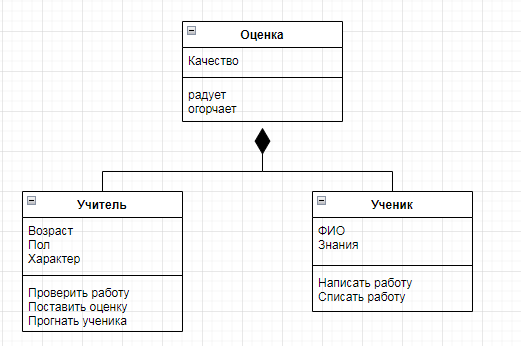 Оценка
Качество
радует
огорчает
Учитель
Возраст
Пол
Характер
Проверить работу
Поставить оценку
Прогнать ученика
Ученик
ФИО
Знания
Написать работу
Списать работу